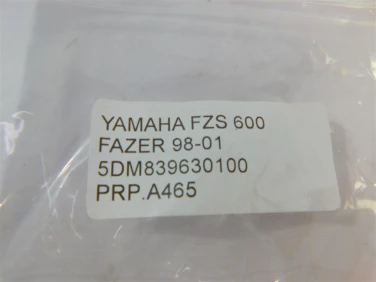 YAMAHA FZS 600
FAZER 98-01
5DM839630100
PRP.A465